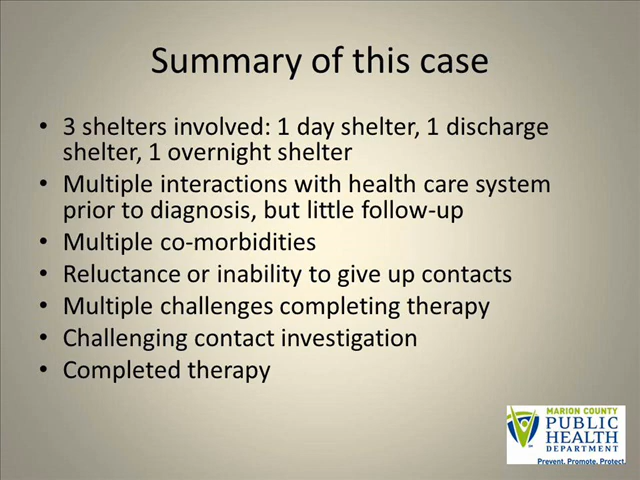 Summary of this case
• 3 shelters involved: 1 day shelter, 1 discharge
shelter, 1 overnight shelter
• Multiple interactions with health care system
prior to diagnosis, but little follow-up
• Multiple co-morbidities
• Reluctance or inability to give up contacts
• Multiple challenges completing therapy
• Challenging contact investigation
• Completed therapy
MARION COUNTY
PUBLIC
HEALTH
DEPARTMENT
Prevent. Promote. Protect.